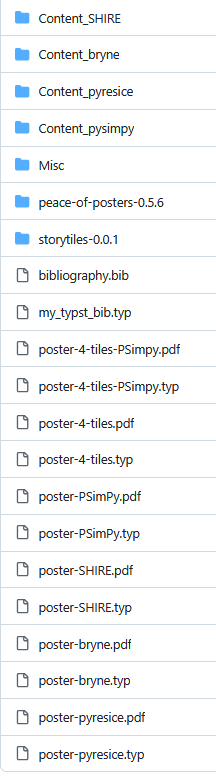 Content_SHIRE
Content_bryne
Content_pyresice
Content_pysimpy
Misc
peace-of-posters-0.5.6
storytiles-0.0.1
bibliography.bib
my_typst_bib.typ
poster-4-tiles-PSimpy.pdf
poster-4-tiles-PSimpy.typ
poster-4-tiles.pdf
poster-4-tiles.typ
poster-PSimPy.pdf
poster-PSimPy.typ
poster-SHIRE.pdf
poster-SHIRE.typ
poster-bryne.pdf
poster-bryne.typ
poster-pyresice.pdf
poster-pyresice.typ